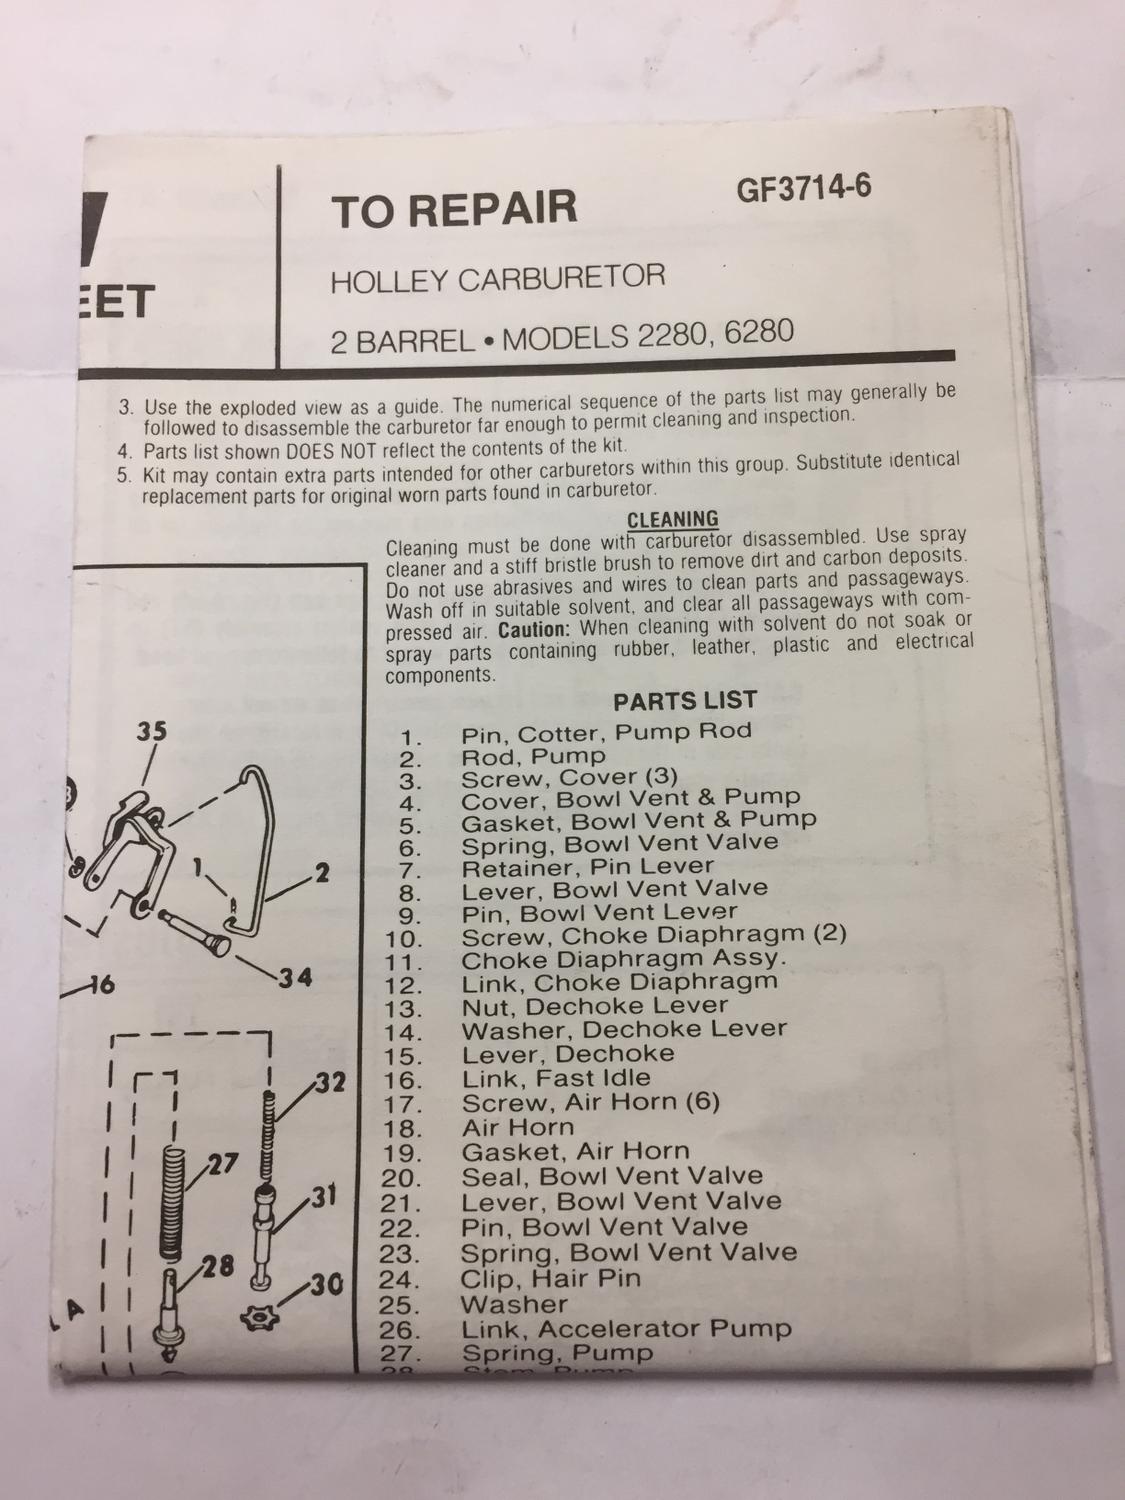 EET
TO REPAIR
GF3714-6
HOLLEY CARBURETOR
2 BARREL • MODELS 2280, 6280
3. Use the exploded view as a guide. The numerical sequence of the parts list may generally be
followed to disassemble the carburetor far enough to permit cleaning and inspection.
4. Parts list shown DOES NOT reflect the contents of the kit.
5. Kit may contain extra parts intended for other carburetors within this group. Substitute identical
replacement parts for original worn parts found in carburetor.
CLEANING
Cleaning must be done with carburetor disassembled. Use spray
cleaner and a stiff bristle brush to remove dirt and carbon deposits.
Do not use abrasives and wires to clean parts and passageways.
Wash off in suitable solvent, and clear all passageways with com-
pressed air. Caution: When cleaning with solvent do not soak or
spray parts containing rubber, leather, plastic and electrical
components.
PARTS LIST
1. Pin, Cotter, Pump Rod
2. Rod, Pump
3. Screw, Cover (3)
4. Cover, Bowl Vent & Pump
5. Gasket, Bowl Vent & Pump
6. Spring, Bowl Vent Valve
7. Retainer, Pin Lever
8. Lever, Bowl Vent Valve
9. Pin, Bowl Vent Lever
10. Screw, Choke Diaphragm (2)
11. Choke Diaphragm Assy.
12. Link, Choke Diaphragm
13. Nut, Dechoke Lever
14. Washer, Dechoke Lever
15. Lever, Dechoke
16. Link, Fast Idle
17. Screw, Air Horn (6)
18. Air Horn
19. Gasket, Air Horn
20. Seal, Bowl Vent Valve
21. Lever, Bowl Vent Valve
22. Pin, Bowl Vent Valve
23. Spring, Bowl Vent Valve
24. Clip, Hair Pin
25. Washer
26. Link, Accelerator Pump
27. Spring, Pump
28. Stem, Pump
35
1
2
34
16
32
27
31
28
30
A